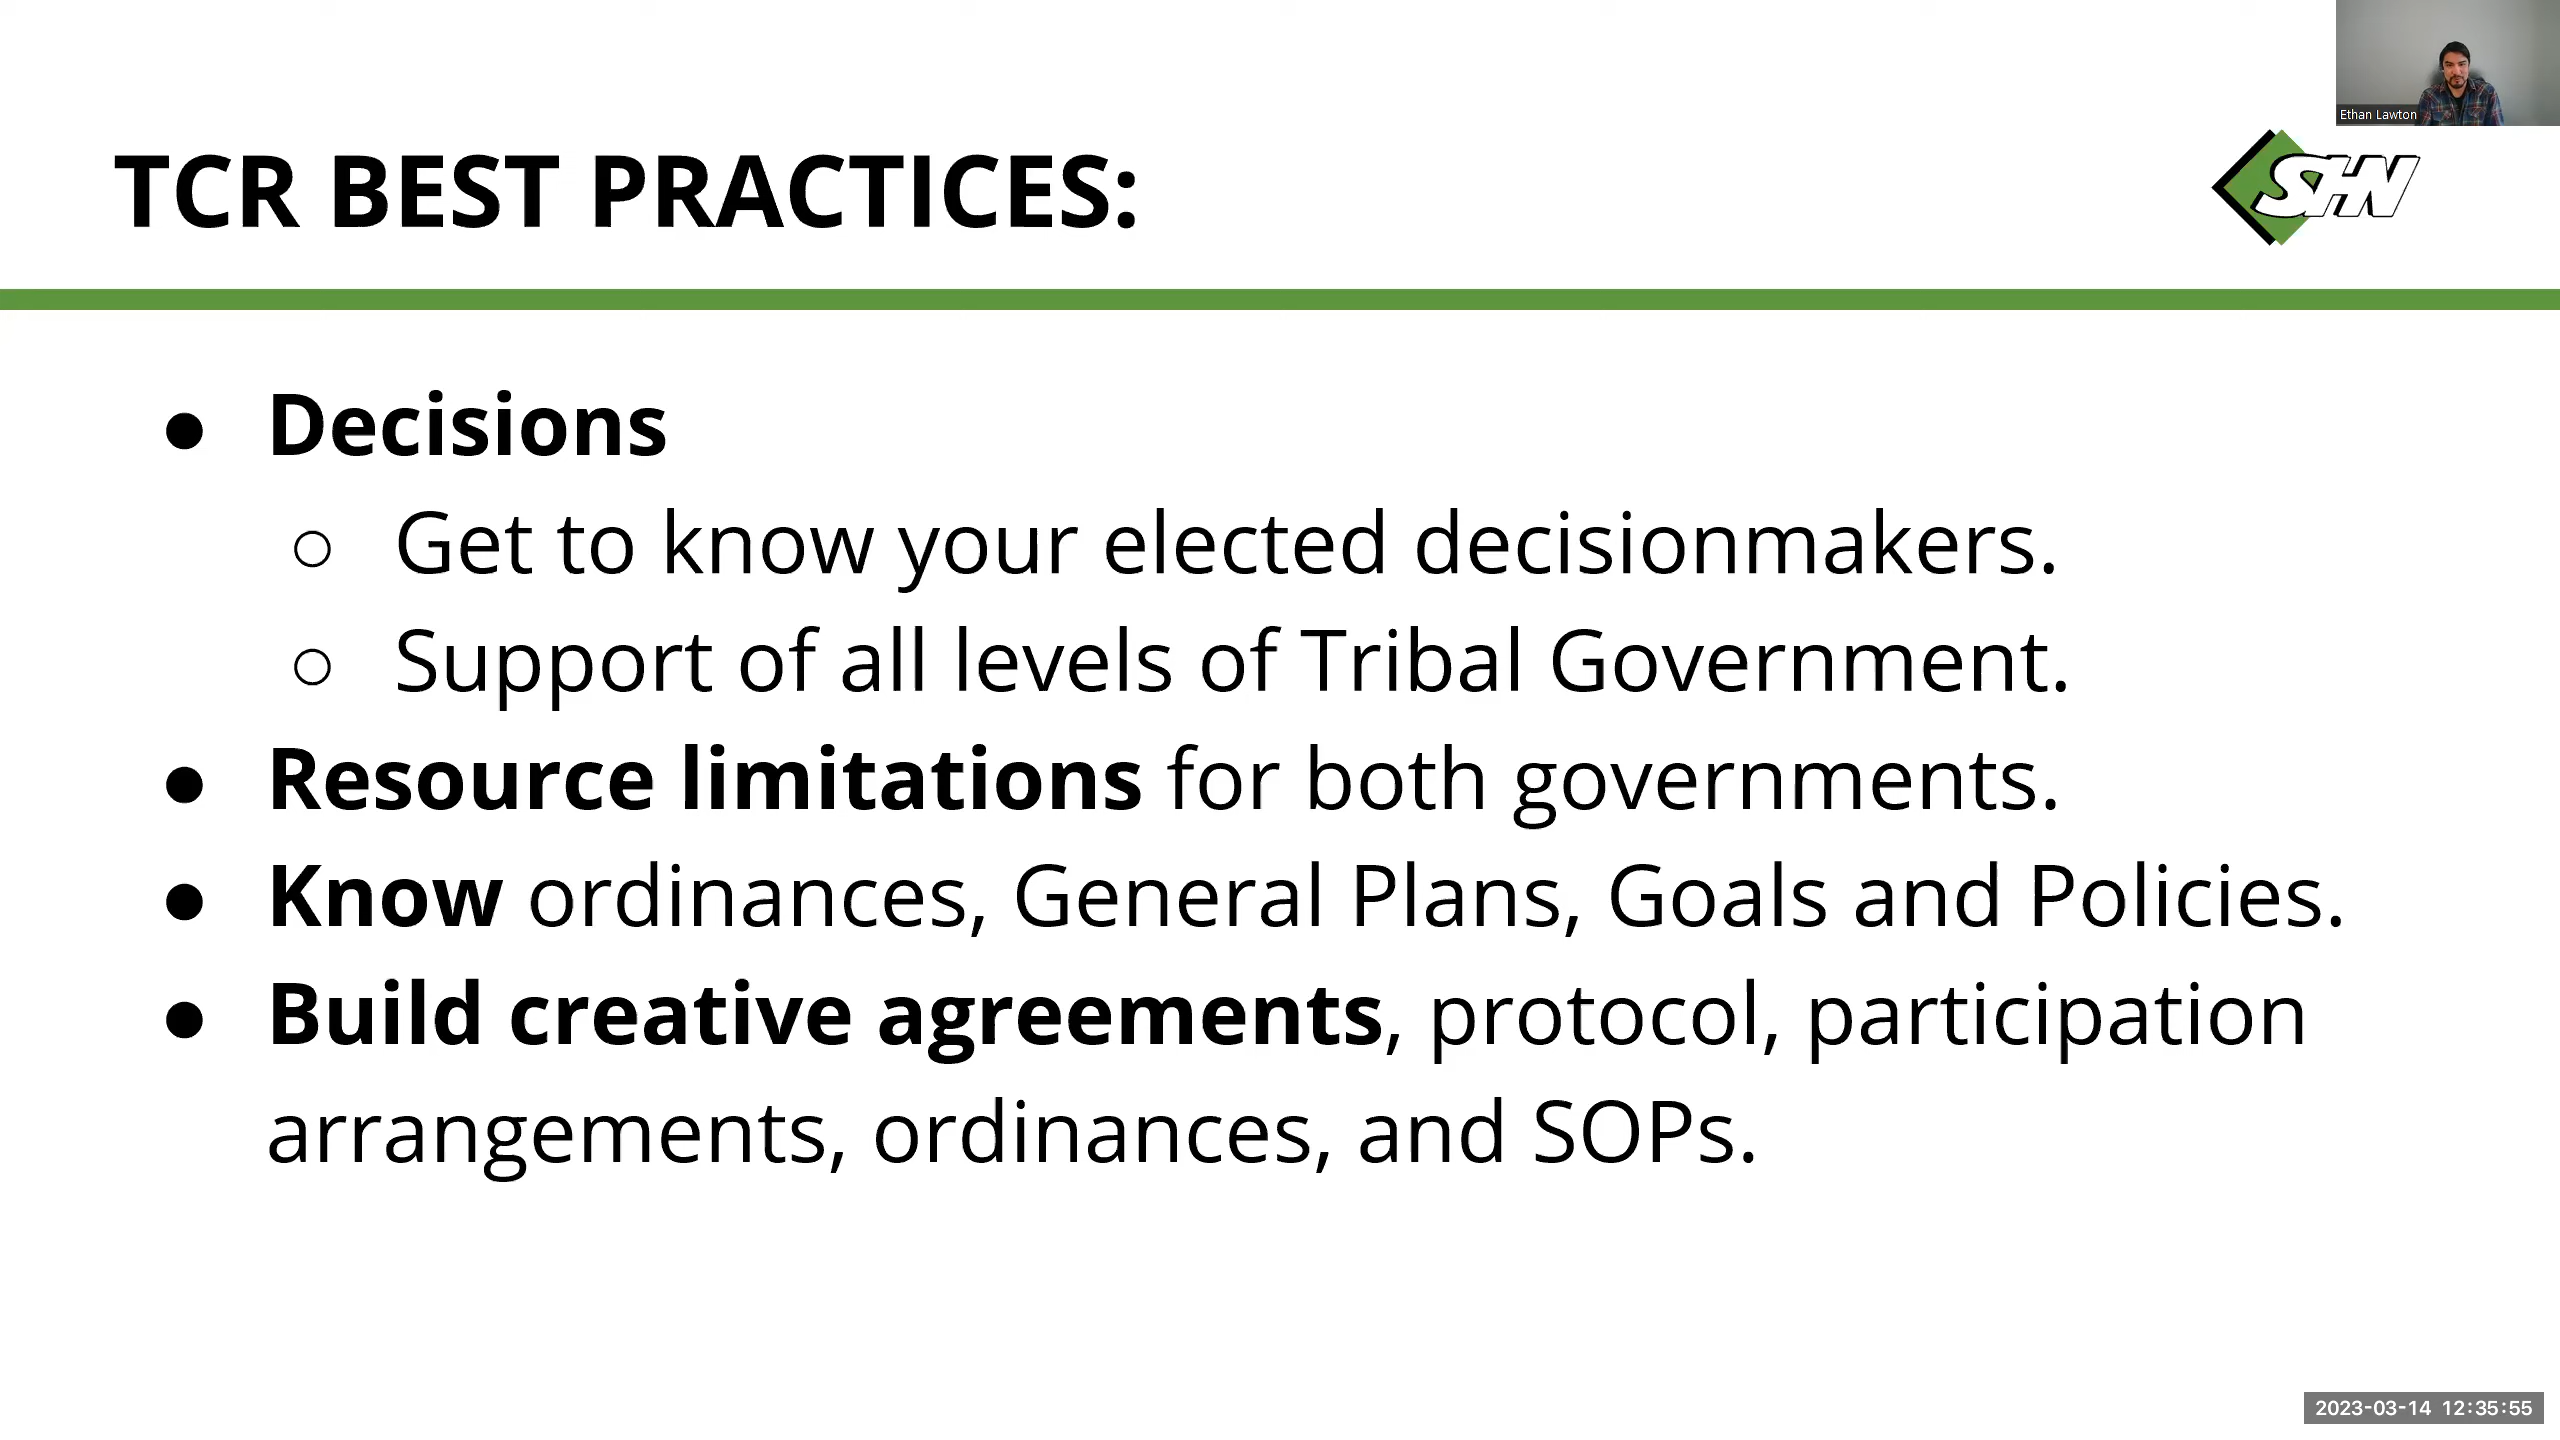 Ethan Lawton
TCR BEST PRACTICES:
SHN
● Decisions
○ Get to know your elected decisionmakers.
○ Support of all levels of Tribal Government.
● Resource limitations for both governments.
● Know ordinances, General Plans, Goals and Policies.
● Build creative agreements, protocol, participation
arrangements, ordinances, and SOPs.
2023-03-14 12:35:55